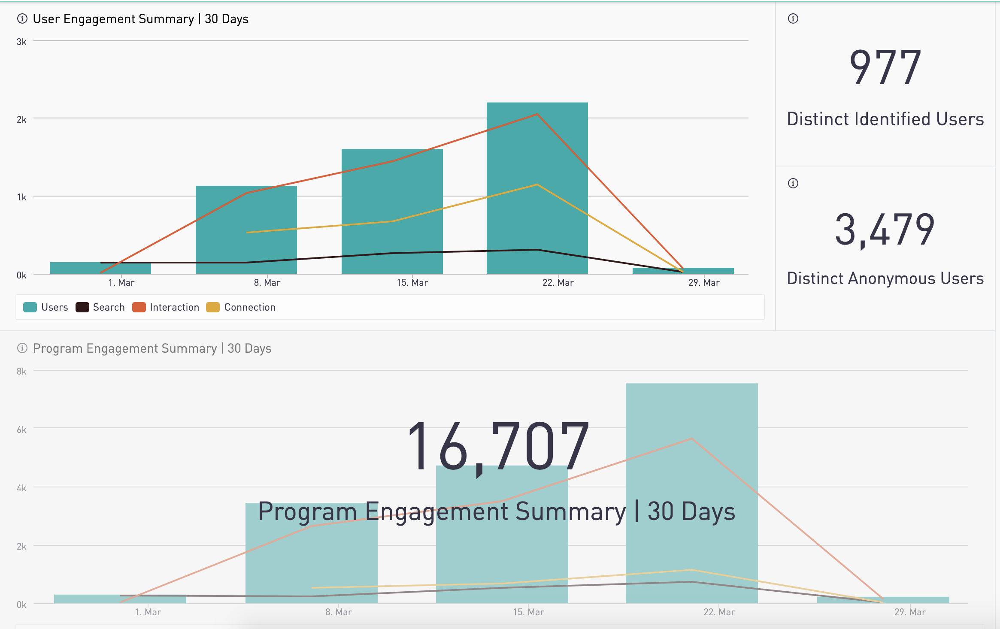 User Engagement Summary | 30 Days
3k
2k
1k
0k
1. Mar
8. Mar
15. Mar
22. Mar
29. Mar
Users
Search
Interaction
Connection
977
Distinct Identified Users
3,479
Distinct Anonymous Users
Program Engagement Summary | 30 Days
8k
6k
4k
2k
0k
16,707
Program Engagement Summary | 30 Days
1. Mar
8. Mar
15. Mar
22. Mar
29. Mar